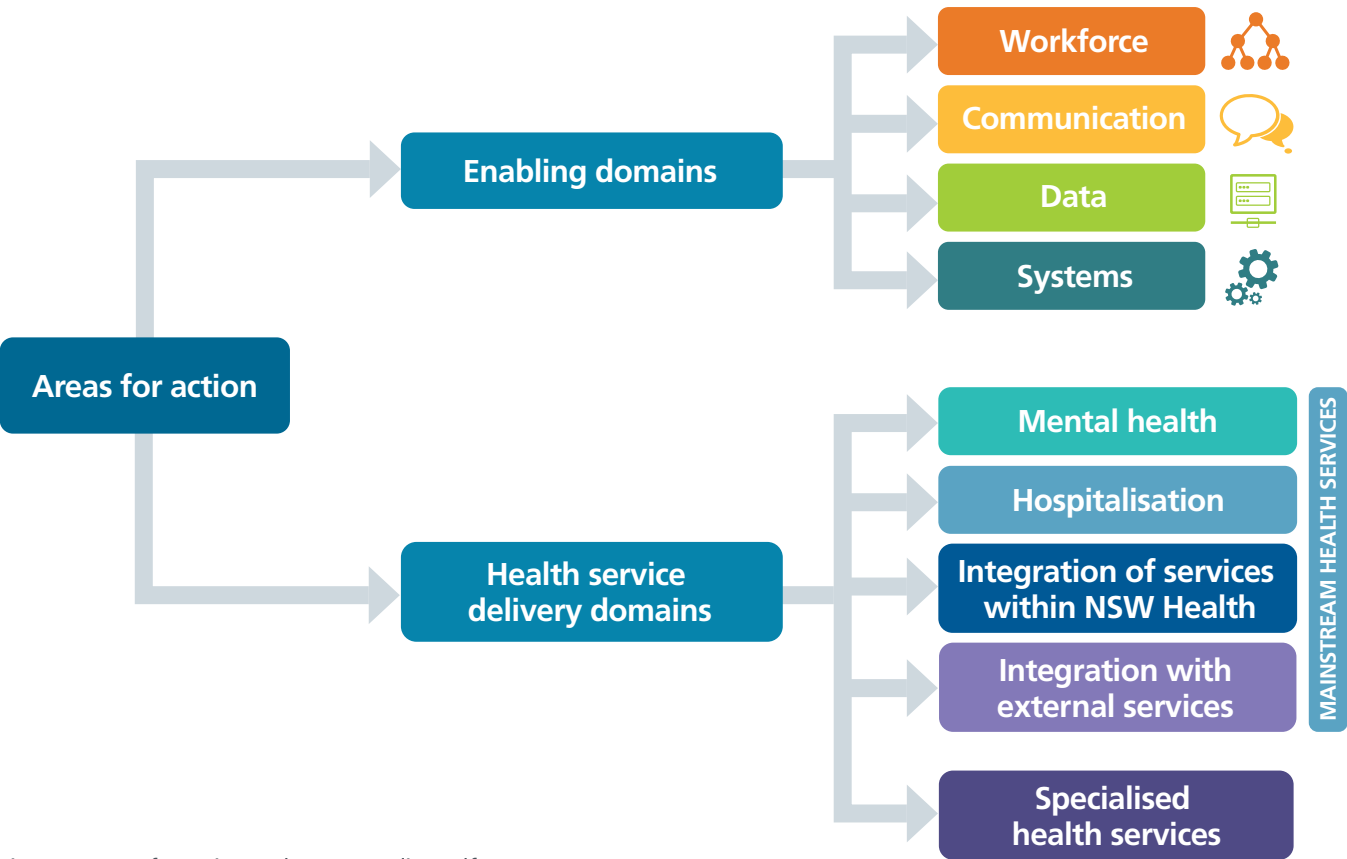 Workforce
Communication
Enabling domains
Data
Systems
Areas for action
Mental health
Hospitalisation
Health service
delivery domains
Integration of services
within NSW Health
Integration with
external services
MAINSTREAM HEALTH SERVICES
Specialised
health services